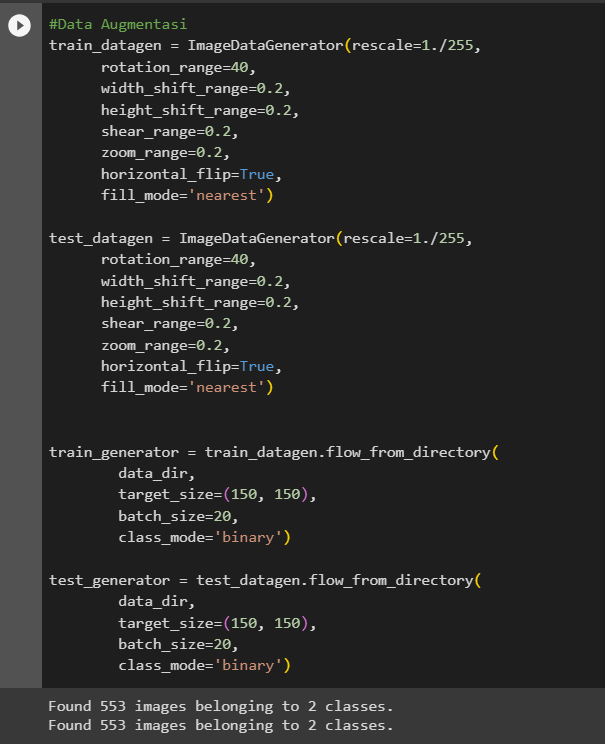 #Data Augmentasi
train_datagen = ImageDataGenerator(rescale=1./255,
      rotation_range=40,
      width_shift_range=0.2,
      height_shift_range=0.2,
      shear_range=0.2,
      zoom_range=0.2,
      horizontal_flip=True,
      fill_mode='nearest')

test_datagen = ImageDataGenerator(rescale=1./255,
      rotation_range=40,
      width_shift_range=0.2,
      height_shift_range=0.2,
      shear_range=0.2,
      zoom_range=0.2,
      horizontal_flip=True,
      fill_mode='nearest')


train_generator = train_datagen.flow_from_directory(
        data_dir,
        target_size=(150, 150),
        batch_size=20,
        class_mode='binary')

test_generator = test_datagen.flow_from_directory(
        data_dir,
        target_size=(150, 150),
        batch_size=20,
        class_mode='binary')

Found 553 images belonging to 2 classes.
Found 553 images belonging to 2 classes.